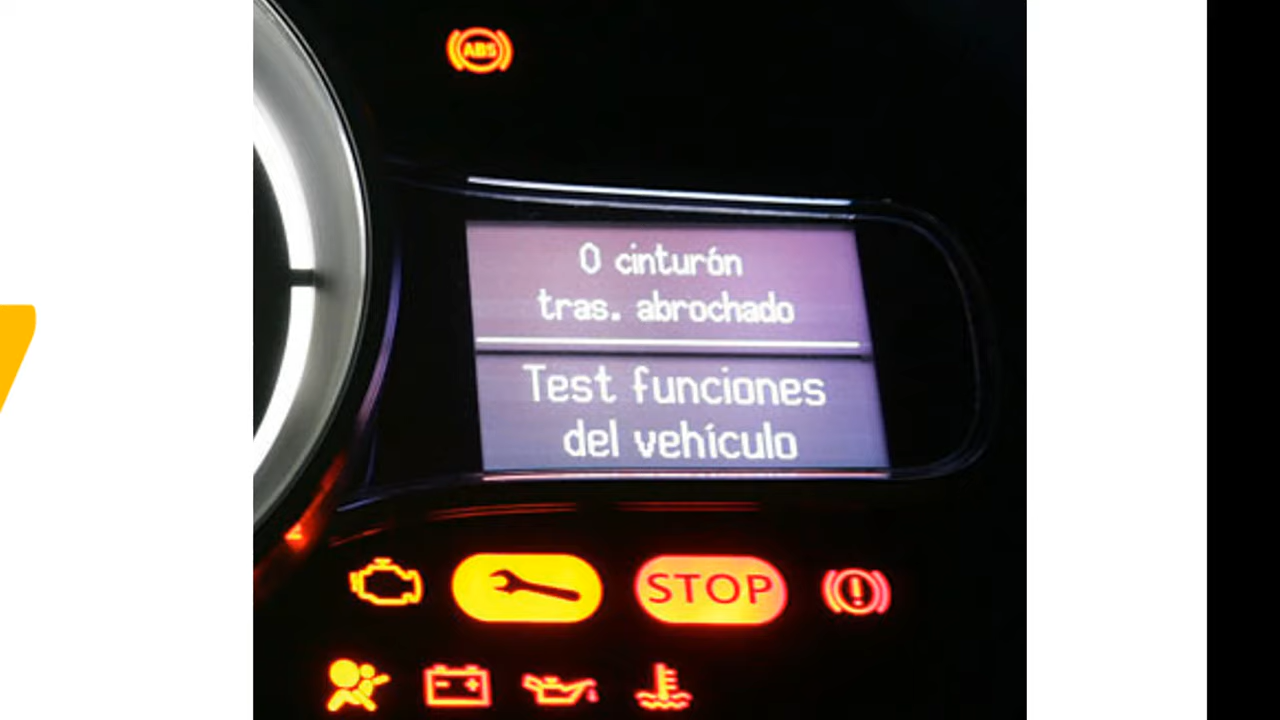 ABS
0 cinturón
tras. abrochado
Test funciones
del vehículo
STOP